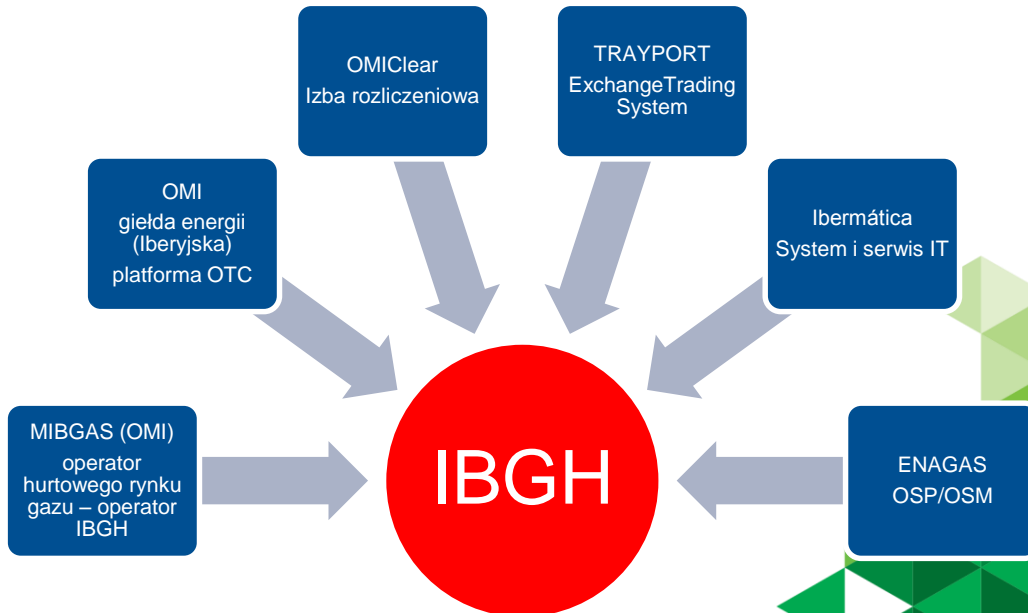 OMIClear
Izba rozliczeniowa
TRAYPORT
ExchangeTrading
System
OMI
giełda energii
(Iberyjska)
platforma OTC
Ibermática
System i serwis IT
MIBGAS (OMI)
operator
hurtowego rynku
gazu – operator
IBGH
IBGH
ENAGAS
OSP/OSM